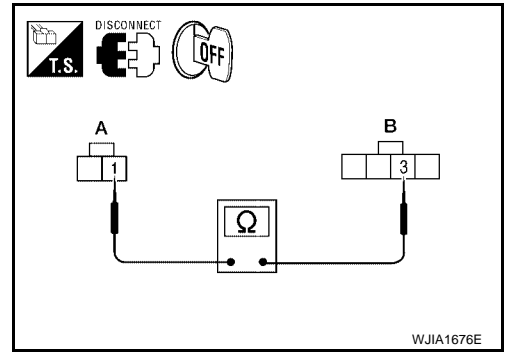 DISCONNECT
T.S.
OFF
A
B
1
3
Ω
WJIA1676E